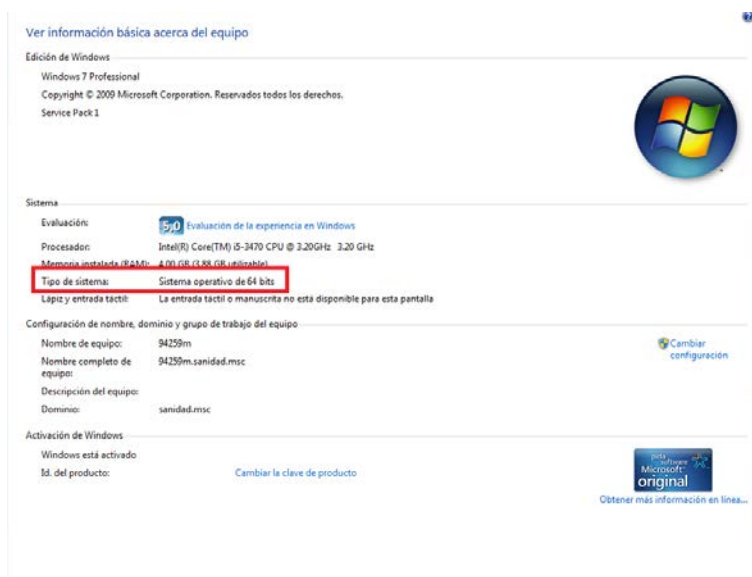 Ver información básica acerca del equipo
Edición de Windows
Windows 7 Professional
Copyright © 2009 Microsoft Corporation. Reservados todos los derechos.
Service Pack 1
Sistema
Evaluación: 5,0 Evaluación de la experiencia en Windows
Procesador: Intel(R) Core(TM) i5-3470 CPU @ 3.20GHz 3.20 GHz
Memoria instalada (RAM): 4,00 GB (3,88 GB utilizable)
Tipo de sistema: Sistema operativo de 64 bits
Lápiz y entrada táctil: La entrada táctil o manuscrita no está disponible para esta pantalla
Configuración de nombre, dominio y grupo de trabajo del equipo
Nombre de equipo: 94259m
Cambiar
configuración
Nombre completo de
equipo:
94259m.sanidad.msc
Descripción del equipo:
Dominio: sanidad.msc
Activación de Windows
Windows está activado
Id. del producto: Cambiar la clave de producto
pida
software
Microsoft
original
Obtener más información en línea...